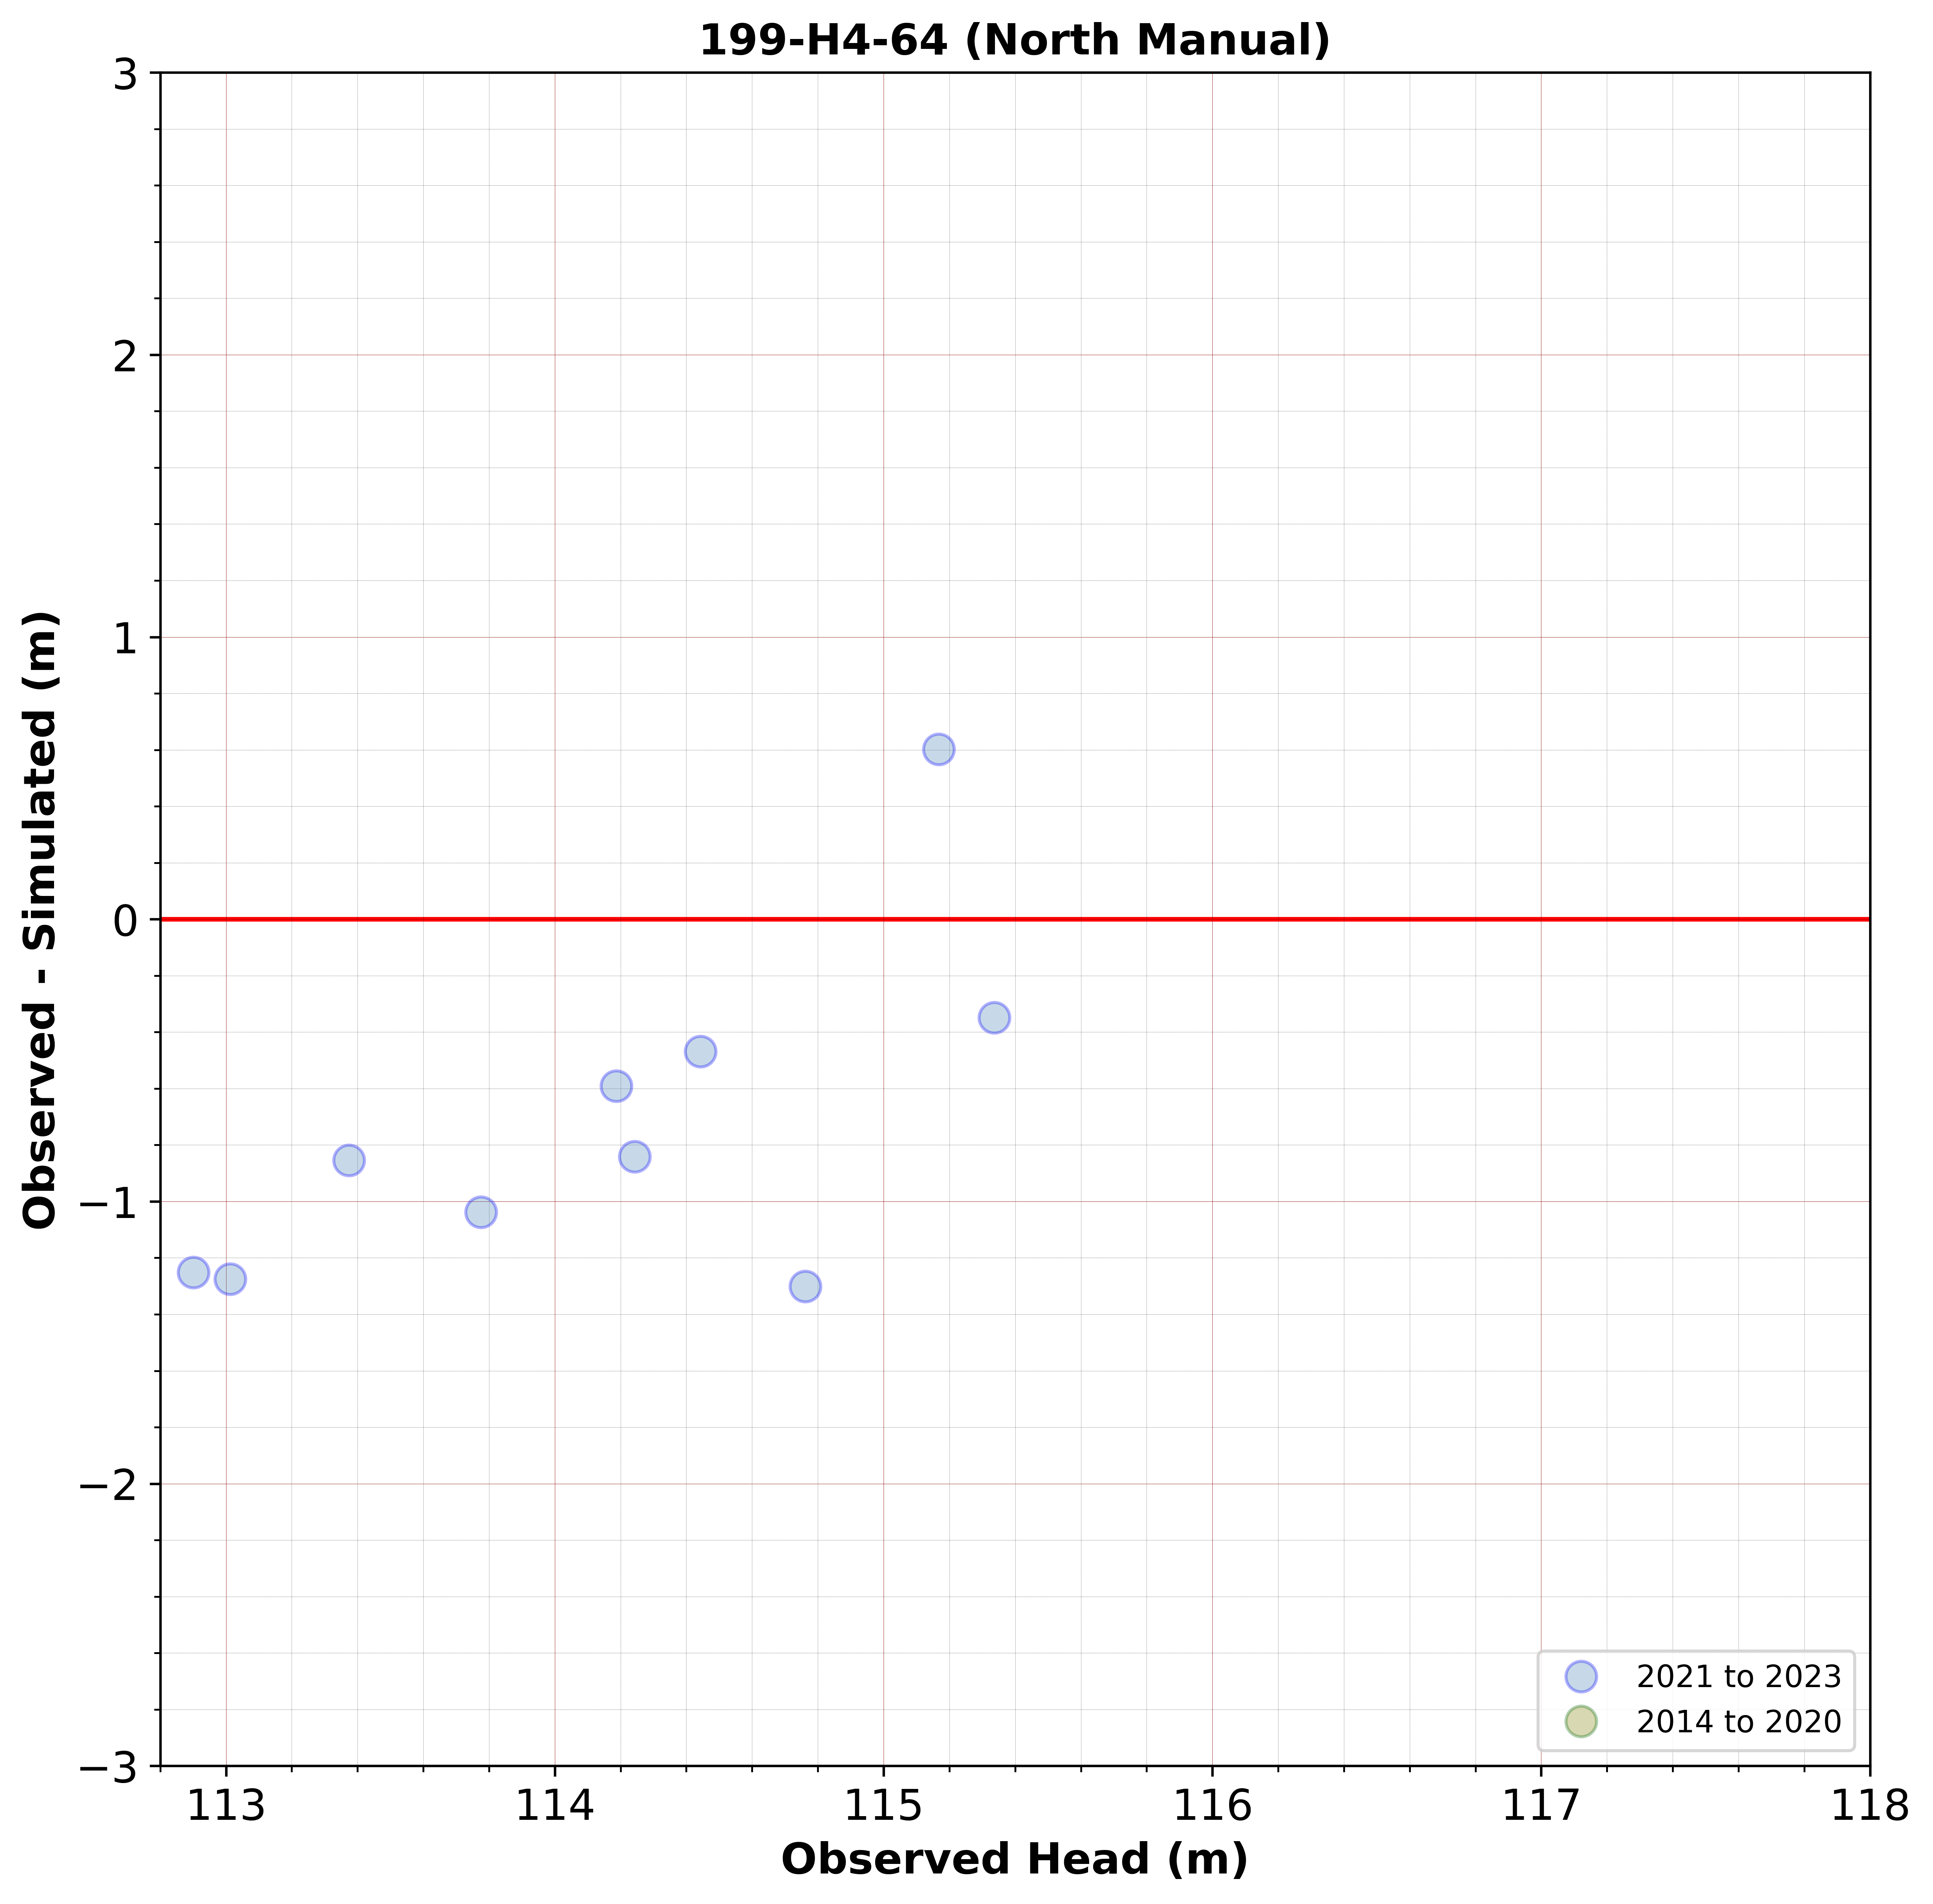 199-H4-64 (North Manual)
3
2
1
0
−1
−2
−3
Observed - Simulated (m)
2021 to 2023
2014 to 2020
113 114 115 116 117 118
Observed Head (m)